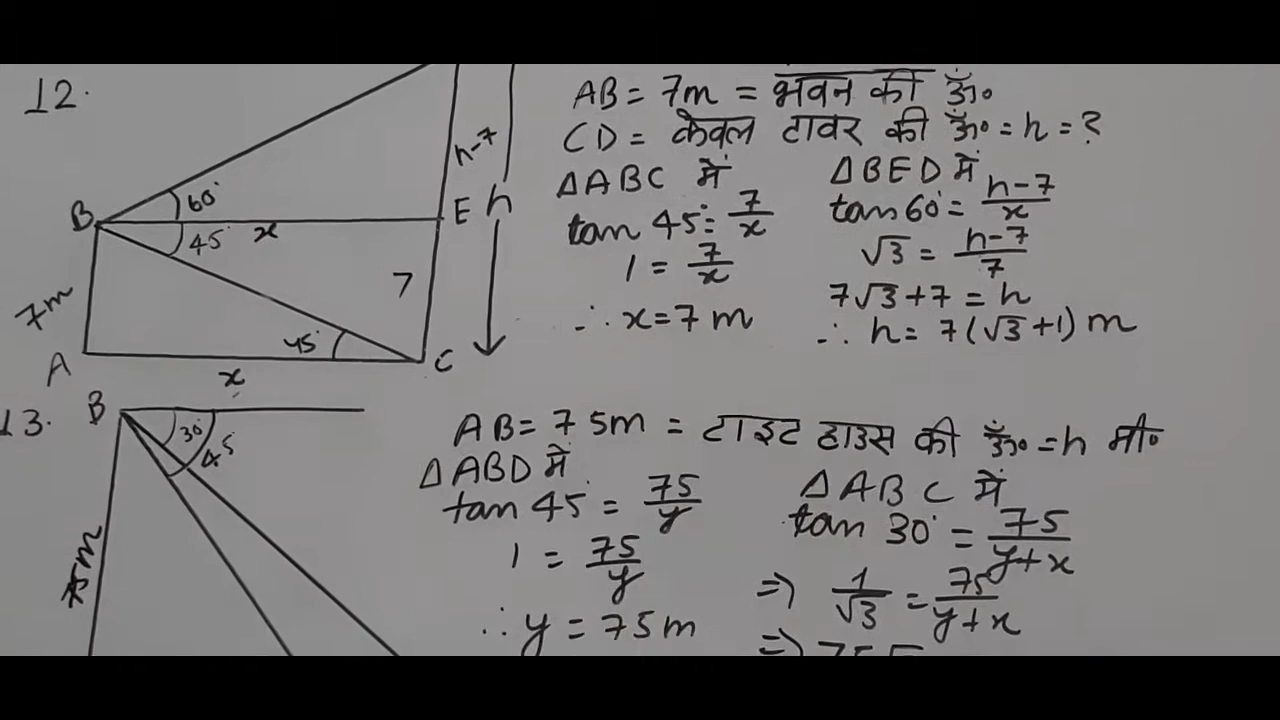 12.
AB = 7m = भवन की ऊँ०
CD = केवल टावर की ऊँ० = h = ?
ΔABC में
tan 45° = 7/x
1 = 7/x
∴ x = 7 m
ΔBED में
tan 60° = h-7/x
√3 = h-7/7
7√3+7 = h
∴ h = 7(√3+1) m
B
60°
45°
x
E
h-7
h
7
7m
A
45°
x
C
13.
B
30°
45
75m
AB = 75m = टाइट हाउस की ऊँ० = h मी०
ΔABD में
tan 45 = 75/y
1 = 75/y
∴ y = 75m
ΔABC में
tan 30° = 75/y+x
⇒ 1/√3 = 75/y+x